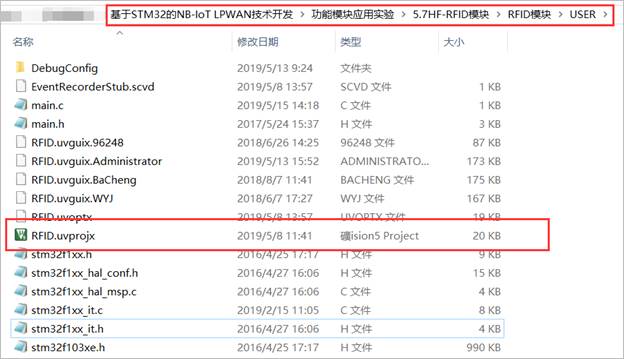 基于STM32的NB-IoT LPWAN技术开发 > 功能模块应用实验 > 5.7HF-RFID模块 > RFID模块 > USER >
名称 修改日期 类型 大小
DebugConfig 2019/5/13 9:24 文件夹
EventRecorderStub.scvd 2019/5/8 13:57 SCVD 文件 1 KB
main.c 2019/5/15 14:18 C 文件 1 KB
main.h 2017/5/24 15:37 H 文件 3 KB
RFID.uvguix.96248 2018/6/26 14:25 96248 文件 87 KB
RFID.uvguix.Administrator 2019/5/13 15:52 ADMINISTRATO... 173 KB
RFID.uvguix.BaCheng 2018/8/7 11:41 BACHENG 文件 175 KB
RFID.uvguix.WYJ 2018/6/7 17:27 WYJ 文件 167 KB
RFID.uvoptx 2019/5/8 13:57 UVOPTX 文件 19 KB
RFID.uvprojx 2019/5/8 11:41 礦ision5 Project 20 KB
stm32f1xx.h 2016/4/25 17:17 H 文件 9 KB
stm32f1xx_hal_conf.h 2016/4/27 16:06 H 文件 15 KB
stm32f1xx_hal_msp.c 2016/4/27 16:06 C 文件 4 KB
stm32f1xx_it.c 2019/2/15 11:05 C 文件 8 KB
stm32f1xx_it.h 2016/4/27 16:06 H 文件 4 KB
stm32f103xe.h 2016/4/25 17:17 H 文件 990 KB